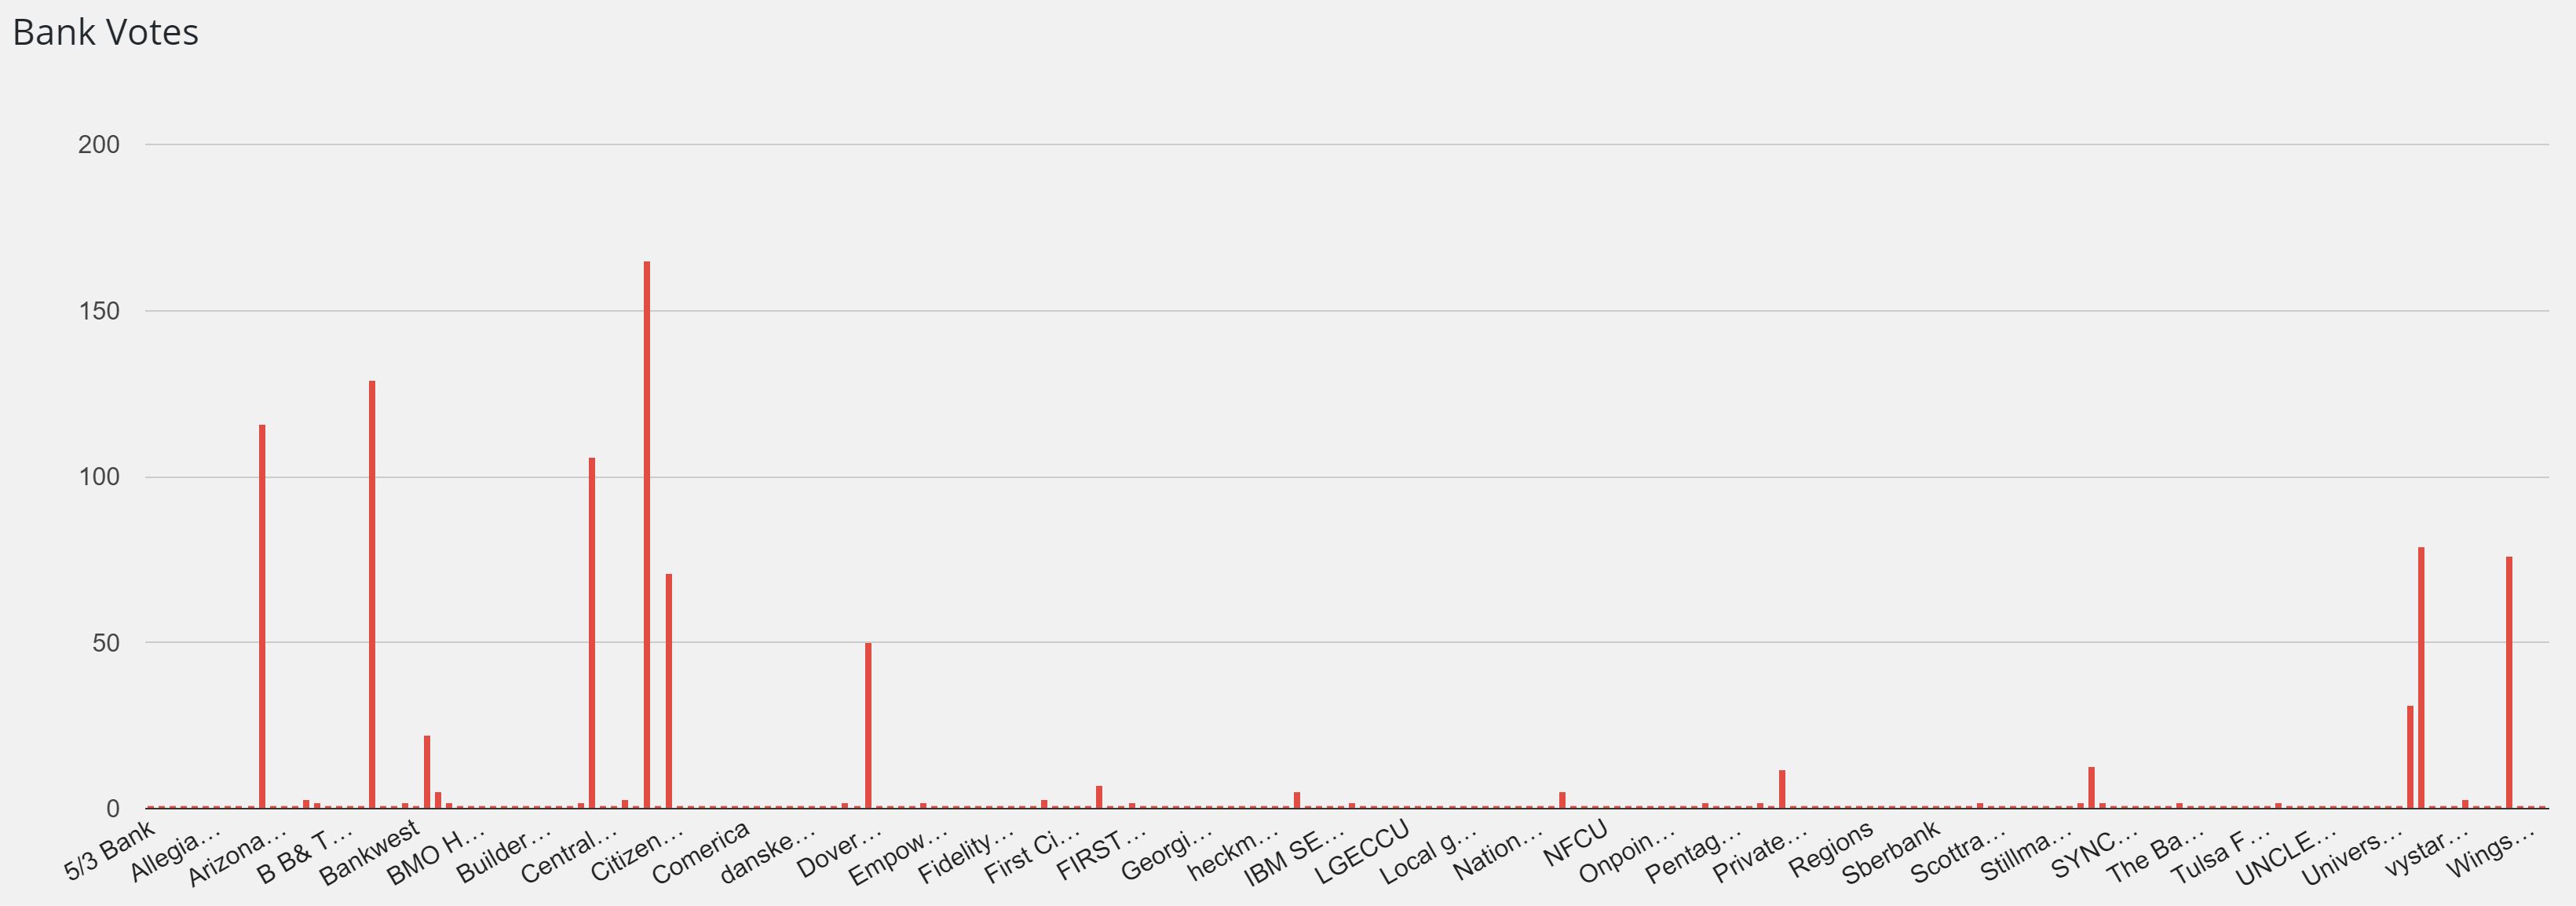 Bank Votes
200
150
100
50
0
5/3 Bank
Allegia…
Arizona…
B B& T…
Bankwest
BMO H…
Builder…
Central…
Citizen…
Comerica
danske…
Dover…
Empow…
Fidelity…
First Ci…
FIRST…
Georgi…
heckm…
IBM SE…
LGECCU
Local g…
Nation…
NFCU
Onpoin…
Pentag…
Private…
Regions
Sberbank
Scottra…
Stillma…
SYNC…
The Ba…
Tulsa F…
UNCLE…
Univers…
vystar…
Wings…